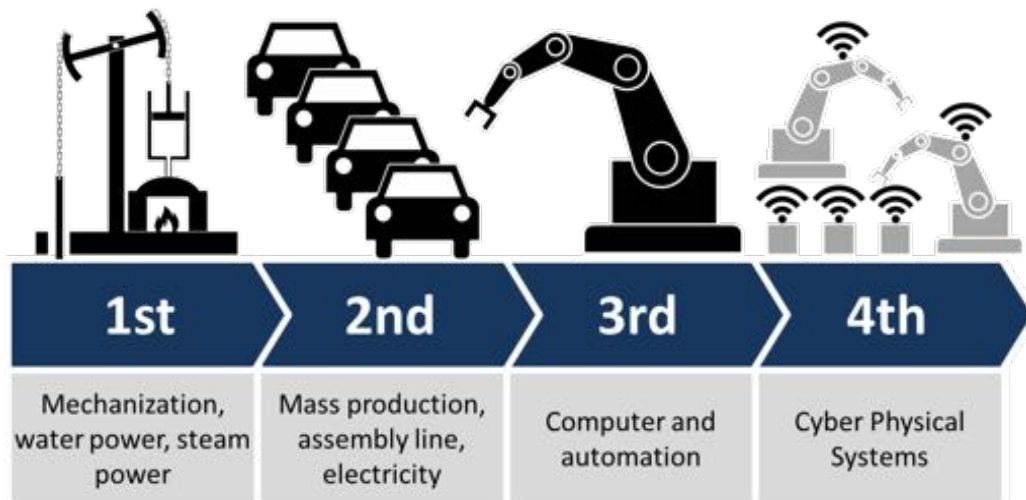 1st
2nd
3rd
4th
Mechanization,
water power, steam
power
Mass production,
assembly line,
electricity
Computer and
automation
Cyber Physical
Systems